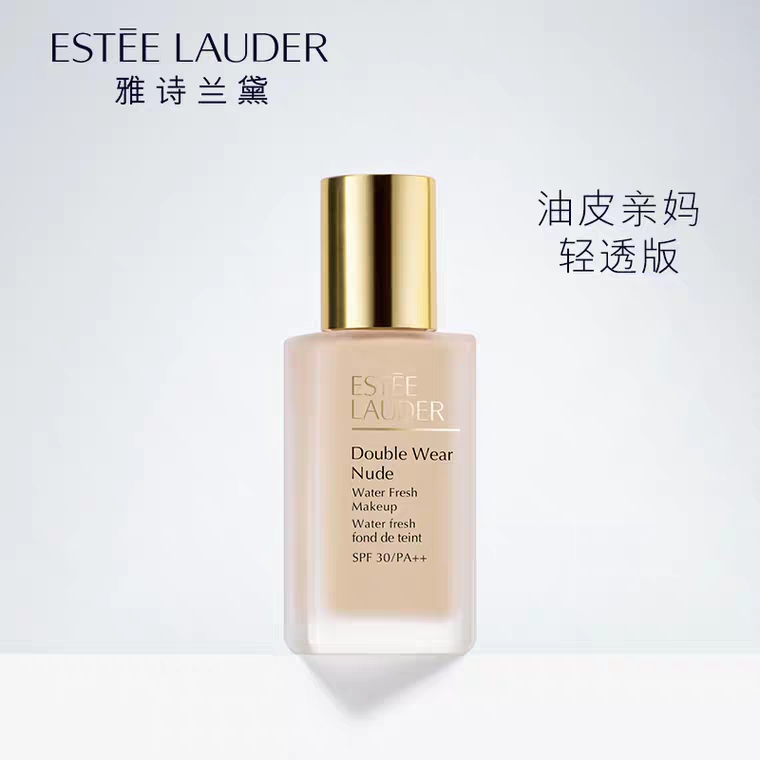 ESTĒE LAUDER
雅诗兰黛
油皮亲妈
轻透版
ESTĒE
LAUDER
Double Wear
Nude
Water Fresh
Makeup
Water fresh
fond de teint
SPF 30/PA++